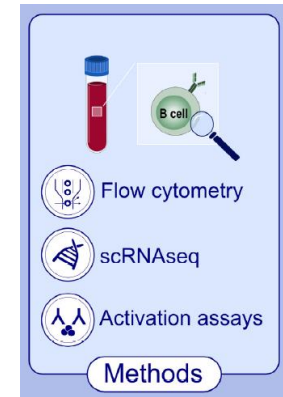 B cell
Flow cytometry
scRNAseq
Activation assays
Methods